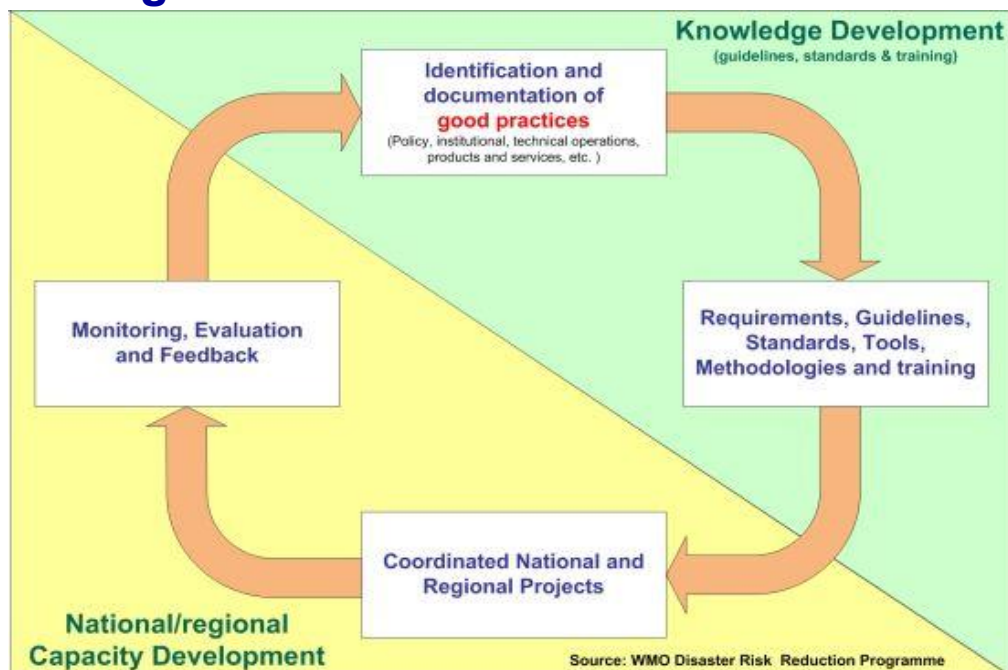 Knowledge Development
(guidelines, standards & training)
Identification and
documentation of
good practices
(Policy, institutional, technical operations,
products and services, etc. )
Monitoring, Evaluation
and Feedback
Requirements, Guidelines,
Standards, Tools,
Methodologies and training
Coordinated National and
Regional Projects
National/regional
Capacity Development
Source: WMO Disaster Risk Reduction Programme